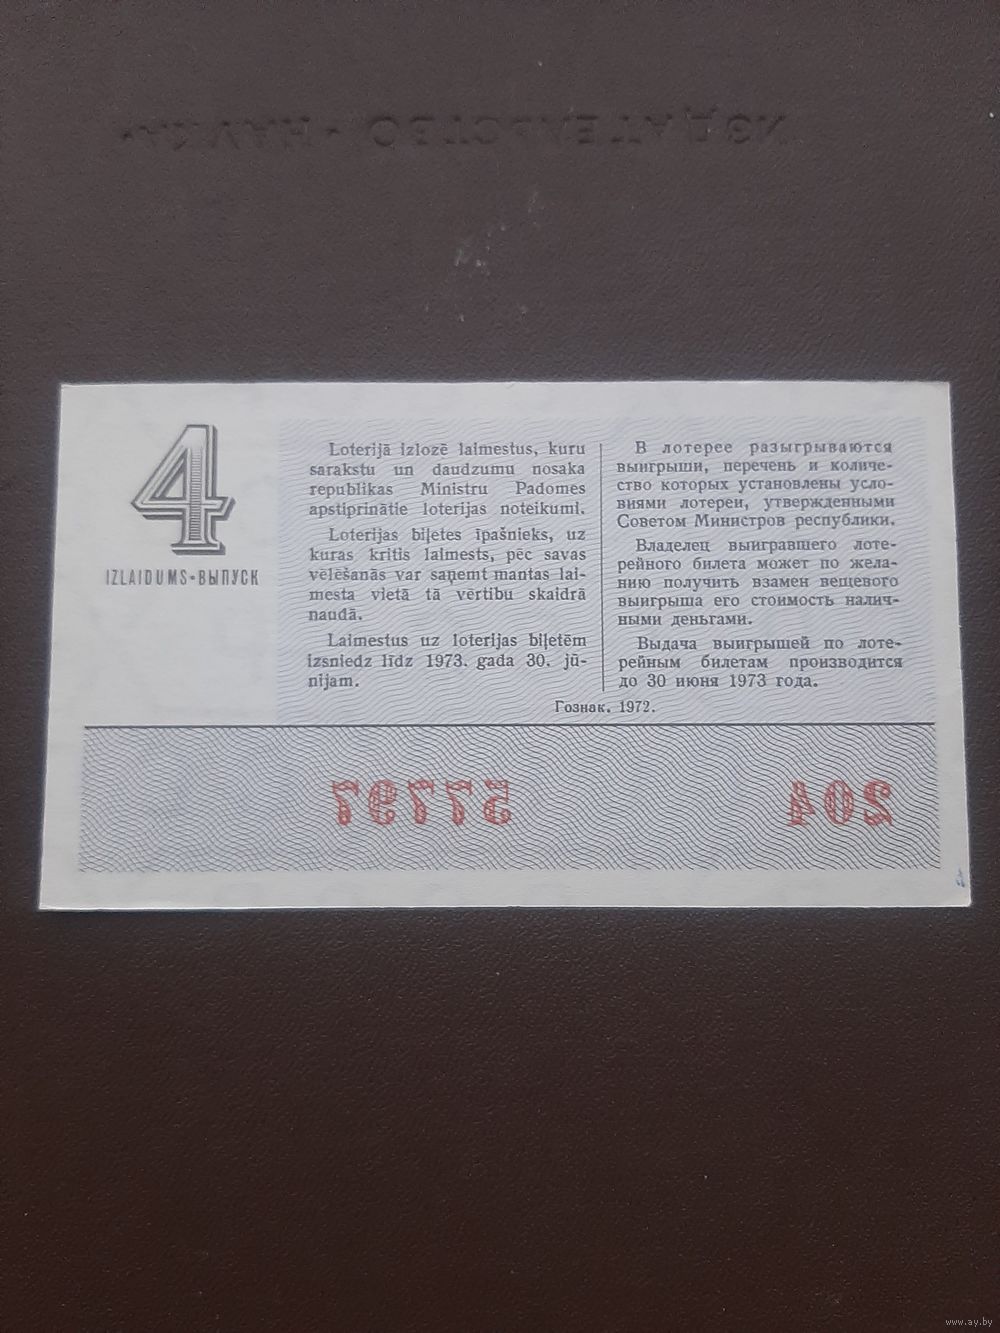 ИЗДАТЕЛЬСТВО «НАУКА»
4
IZLAIDUMS-ВЫПУСК
Loterijā izlozē laimestus, kuru
sarakstu un daudzumu nosaka
republikas Ministru Padomes
apstiprinātie loterijas noteikumi.
Loterijas biļetes īpašnieks, uz
kuras kritis laimests, pēc savas
vēlēšanās var saņemt mantas lai-
mesta vietā tā vērtību skaidrā
naudā.
Laimestus uz loterijas biļetēm
izsniedz līdz 1973. gada 30. jū-
nijam.
В лотерее разыгрываются
выигрыши, перечень и количе-
ство которых установлены усло-
виями лотереи, утвержденными
Советом Министров республики.
Владелец выигравшего лоте-
рейного билета может по жела-
нию получить взамен вещевого
выигрыша его стоимость налич-
ными деньгами.
Выдача выигрышей по лоте-
рейным билетам производится
до 30 июня 1973 года.
Гознак. 1972.
204 57797
www.ay.by